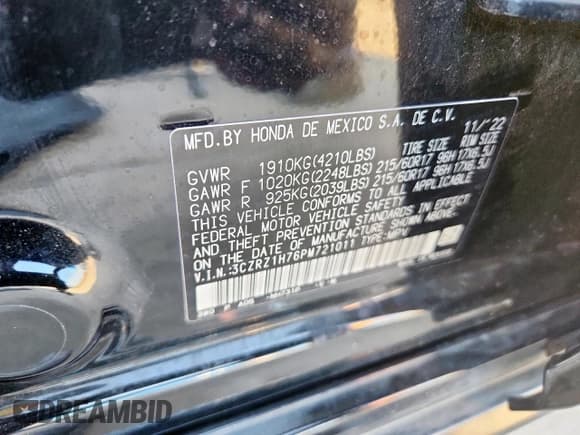 MFD.BY HONDA DE MEXICO S.A. DE C.V. 11/'22
GVWR 1910KG(4210LBS) TIRE SIZE RIM SIZE
GAWR F 1020KG(2248LBS) 215/60R17 96H 17X6.5J
GAWR R 925KG(2039LBS) 215/60R17 96H 17X6.5J
THIS VEHICLE CONFORMS TO ALL APPLICABLE
FEDERAL MOTOR VEHICLE SAFETY
AND THEFT PREVENTION STANDARDS IN EFFECT
ON THE DATE OF MANUFACTURE SHOWN ABOVE.
V.I.N.:3CZRZ1H76PM721011 TYPE:MPV
DREAMBID